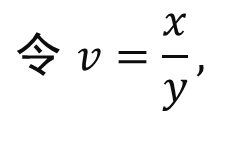 令 v = x/y,